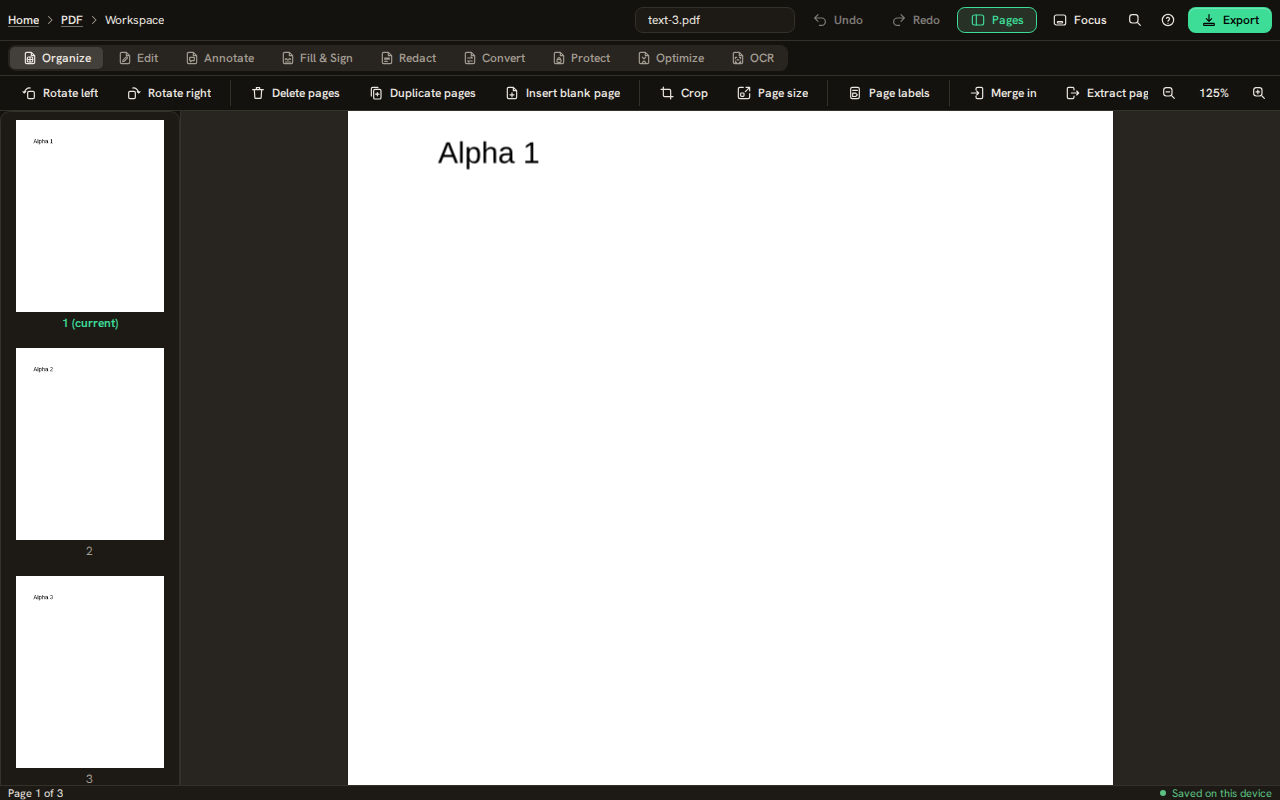 Home PDF Workspace text-3.pdf Undo Redo Pages Focus Export
Organize Edit Annotate Fill & Sign Redact Convert Protect Optimize OCR
Rotate left Rotate right Delete pages Duplicate pages Insert blank page Crop Page size Page labels Merge in Extract pag 125%
Alpha 1
1 (current)
Alpha 2
2
Alpha 3
3
Alpha 1
Page 1 of 3 Saved on this device